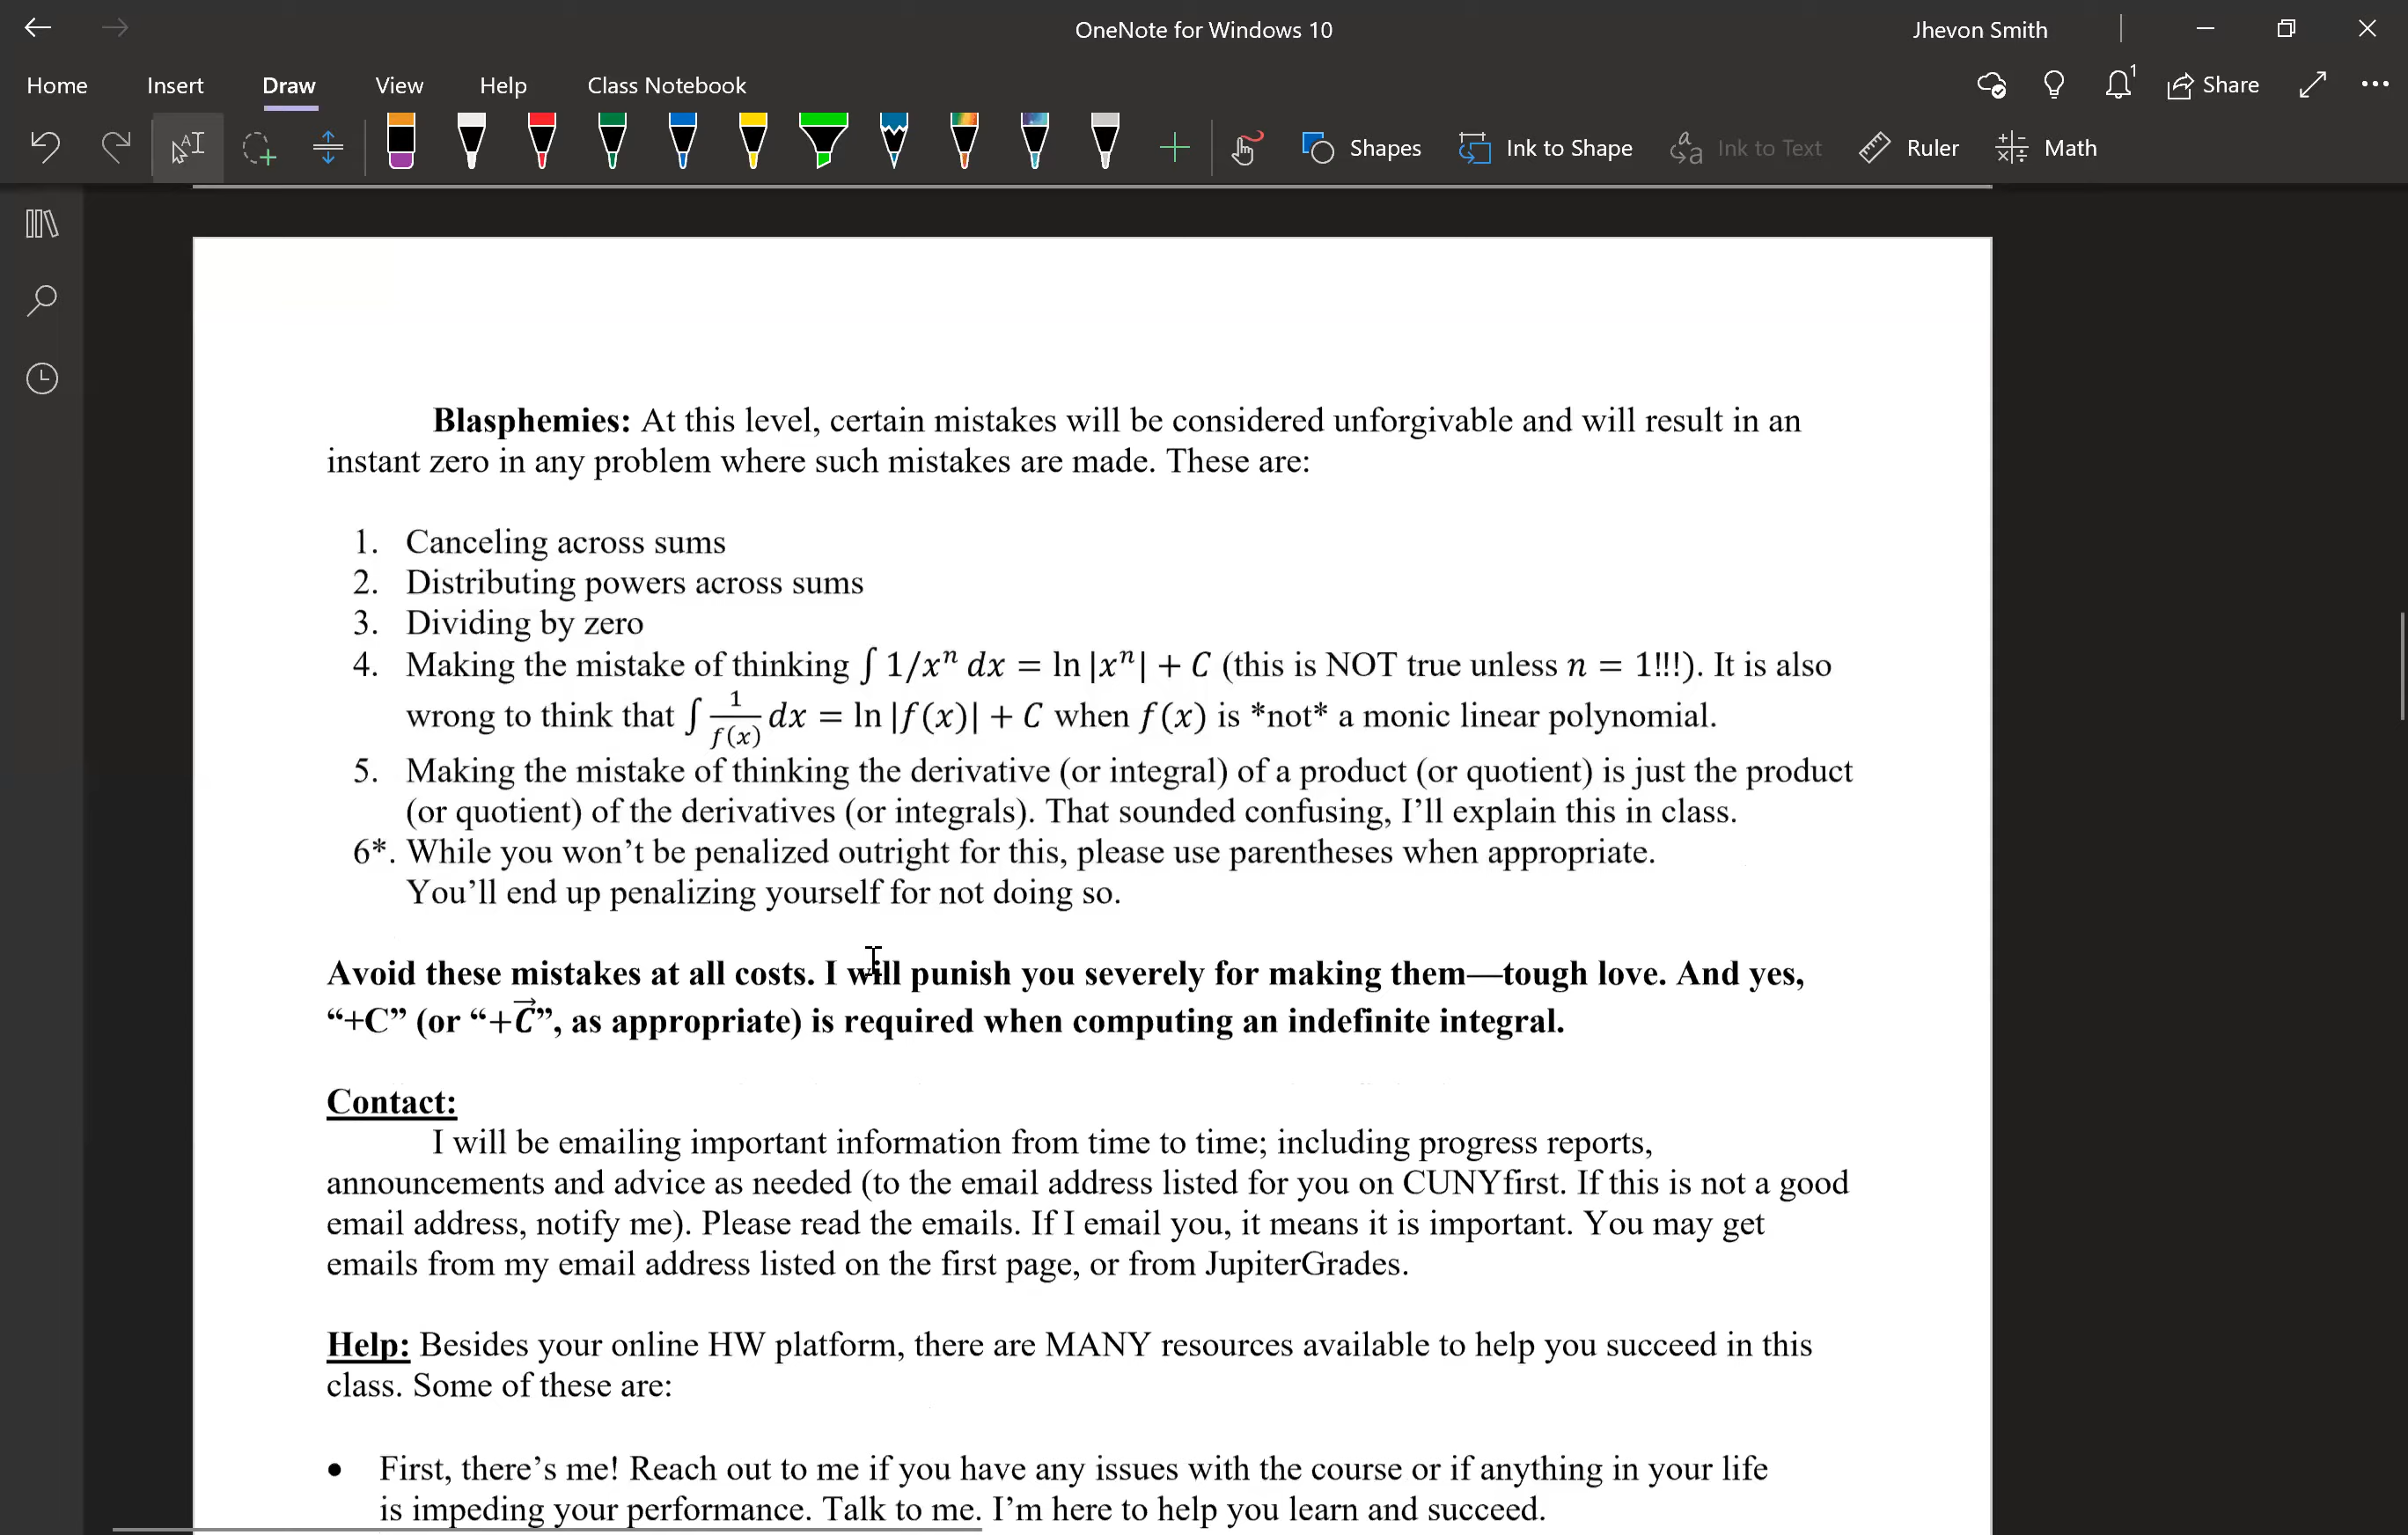 OneNote for Windows 10
Jhevon Smith
Home Insert Draw View Help Class Notebook
1
Share
Shapes Ink to Shape Ink to Text Ruler Math
Blasphemies: At this level, certain mistakes will be considered unforgivable and will result in an
instant zero in any problem where such mistakes are made. These are:
1. Canceling across sums
2. Distributing powers across sums
3. Dividing by zero
4. Making the mistake of thinking ∫ 1/xⁿ dx = ln |xⁿ| + C (this is NOT true unless n = 1!!!). It is also
wrong to think that ∫ 1/f(x) dx = ln |f(x)| + C when f(x) is *not* a monic linear polynomial.
5. Making the mistake of thinking the derivative (or integral) of a product (or quotient) is just the product
(or quotient) of the derivatives (or integrals). That sounded confusing, I’ll explain this in class.
6*. While you won’t be penalized outright for this, please use parentheses when appropriate.
You’ll end up penalizing yourself for not doing so.
Avoid these mistakes at all costs. I will punish you severely for making them—tough love. And yes,
“+C” (or “+C⃗”, as appropriate) is required when computing an indefinite integral.
Contact:
I will be emailing important information from time to time; including progress reports,
announcements and advice as needed (to the email address listed for you on CUNYfirst. If this is not a good
email address, notify me). Please read the emails. If I email you, it means it is important. You may get
emails from my email address listed on the first page, or from JupiterGrades.
Help: Besides your online HW platform, there are MANY resources available to help you succeed in this
class. Some of these are:
• First, there’s me! Reach out to me if you have any issues with the course or if anything in your life
is impeding your performance. Talk to me. I’m here to help you learn and succeed.